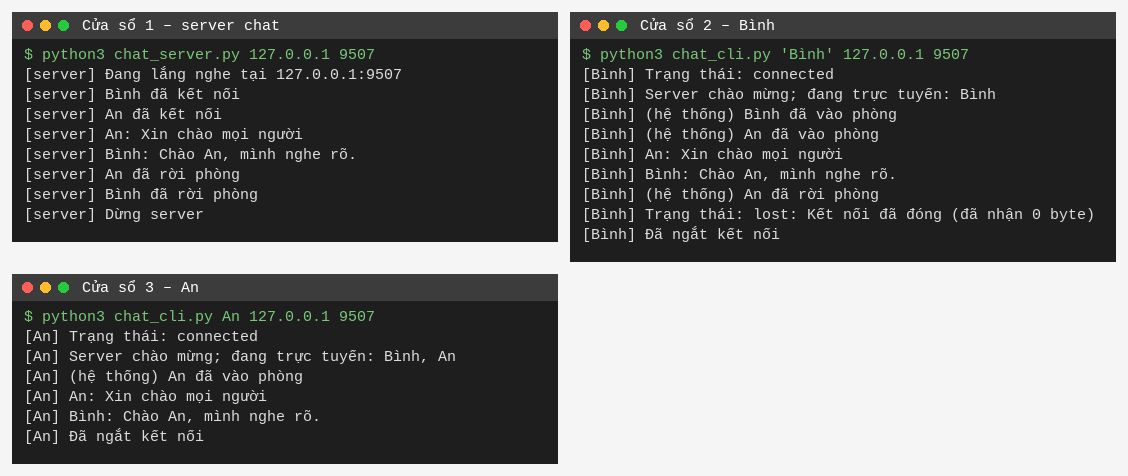 Cửa sổ 1 – server chat
$ python3 chat_server.py 127.0.0.1 9507
[server] Đang lắng nghe tại 127.0.0.1:9507
[server] Bình đã kết nối
[server] An đã kết nối
[server] An: Xin chào mọi người
[server] Bình: Chào An, mình nghe rõ.
[server] An đã rời phòng
[server] Bình đã rời phòng
[server] Dừng server
Cửa sổ 2 – Bình
$ python3 chat_cli.py 'Bình' 127.0.0.1 9507
[Bình] Trạng thái: connected
[Bình] Server chào mừng; đang trực tuyến: Bình
[Bình] (hệ thống) Bình đã vào phòng
[Bình] (hệ thống) An đã vào phòng
[Bình] An: Xin chào mọi người
[Bình] Bình: Chào An, mình nghe rõ.
[Bình] (hệ thống) An đã rời phòng
[Bình] Trạng thái: lost: Kết nối đã đóng (đã nhận 0 byte)
[Bình] Đã ngắt kết nối
Cửa sổ 3 – An
$ python3 chat_cli.py An 127.0.0.1 9507
[An] Trạng thái: connected
[An] Server chào mừng; đang trực tuyến: Bình, An
[An] (hệ thống) An đã vào phòng
[An] An: Xin chào mọi người
[An] Bình: Chào An, mình nghe rõ.
[An] Đã ngắt kết nối